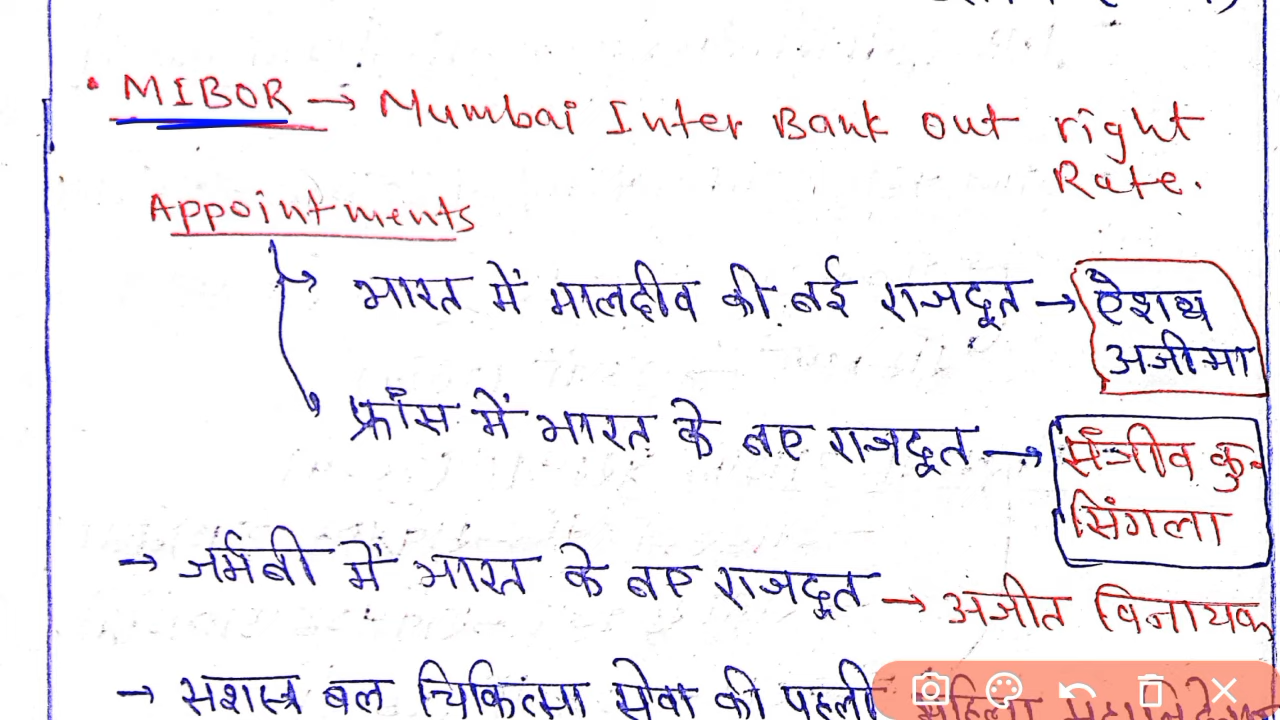 • MIBOR → Mumbai Inter Bank out right
Rate.
Appointments
→ भारत में मालदीव की नई राजदूत → ऐशथ
अजीमा
फ्रांस में भारत के नए राजदूत → संजीव कु.
सिंगला
→ जर्मनी में भारत के नए राजदूत → अजीत विनायक
→ सशस्त्र बल चिकित्सा सेवा की पहली महिला